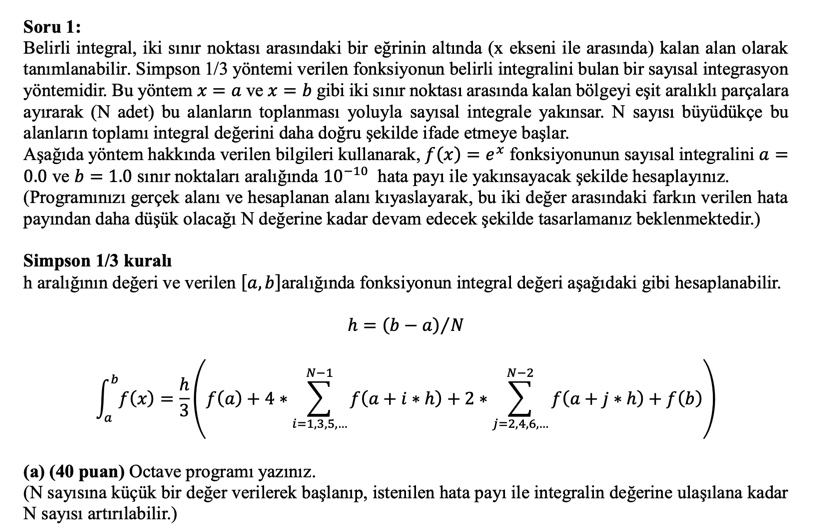 Soru 1:
Belirli integral, iki sınır noktası arasındaki bir eğrinin altında (x ekseni ile arasında) kalan alan olarak
tanımlanabilir. Simpson 1/3 yöntemi verilen fonksiyonun belirli integralini bulan bir sayısal integrasyon
yöntemidir. Bu yöntem x = a ve x = b gibi iki sınır noktası arasında kalan bölgeyi eşit aralıklı parçalara
ayırarak (N adet) bu alanların toplanması yoluyla sayısal integrale yakınsar. N sayısı büyüdükçe bu
alanların toplamı integral değerini daha doğru şekilde ifade etmeye başlar.
Aşağıda yöntem hakkında verilen bilgileri kullanarak, f(x) = eˣ fonksiyonunun sayısal integralini a =
0.0 ve b = 1.0 sınır noktaları aralığında 10⁻¹⁰ hata payı ile yakınsayacak şekilde hesaplayınız.
(Programınızı gerçek alanı ve hesaplanan alanı kıyaslayarak, bu iki değer arasındaki farkın verilen hata
payından daha düşük olacağı N değerine kadar devam edecek şekilde tasarlamanız beklenmektedir.)
Simpson 1/3 kuralı
h aralığının değeri ve verilen [a, b]aralığında fonksiyonun integral değeri aşağıdaki gibi hesaplanabilir.
h = (b − a)/N
∫ₐᵇ f(x) = h/3 ( f(a) + 4 * ∑_{i=1,3,5,...}^{N−1} f(a + i * h) + 2 * ∑_{j=2,4,6,...}^{N−2} f(a + j * h) + f(b) )
(a) (40 puan) Octave programı yazınız.
(N sayısına küçük bir değer verilerek başlanıp, istenilen hata payı ile integralin değerine ulaşılana kadar
N sayısı artırılabilir.)